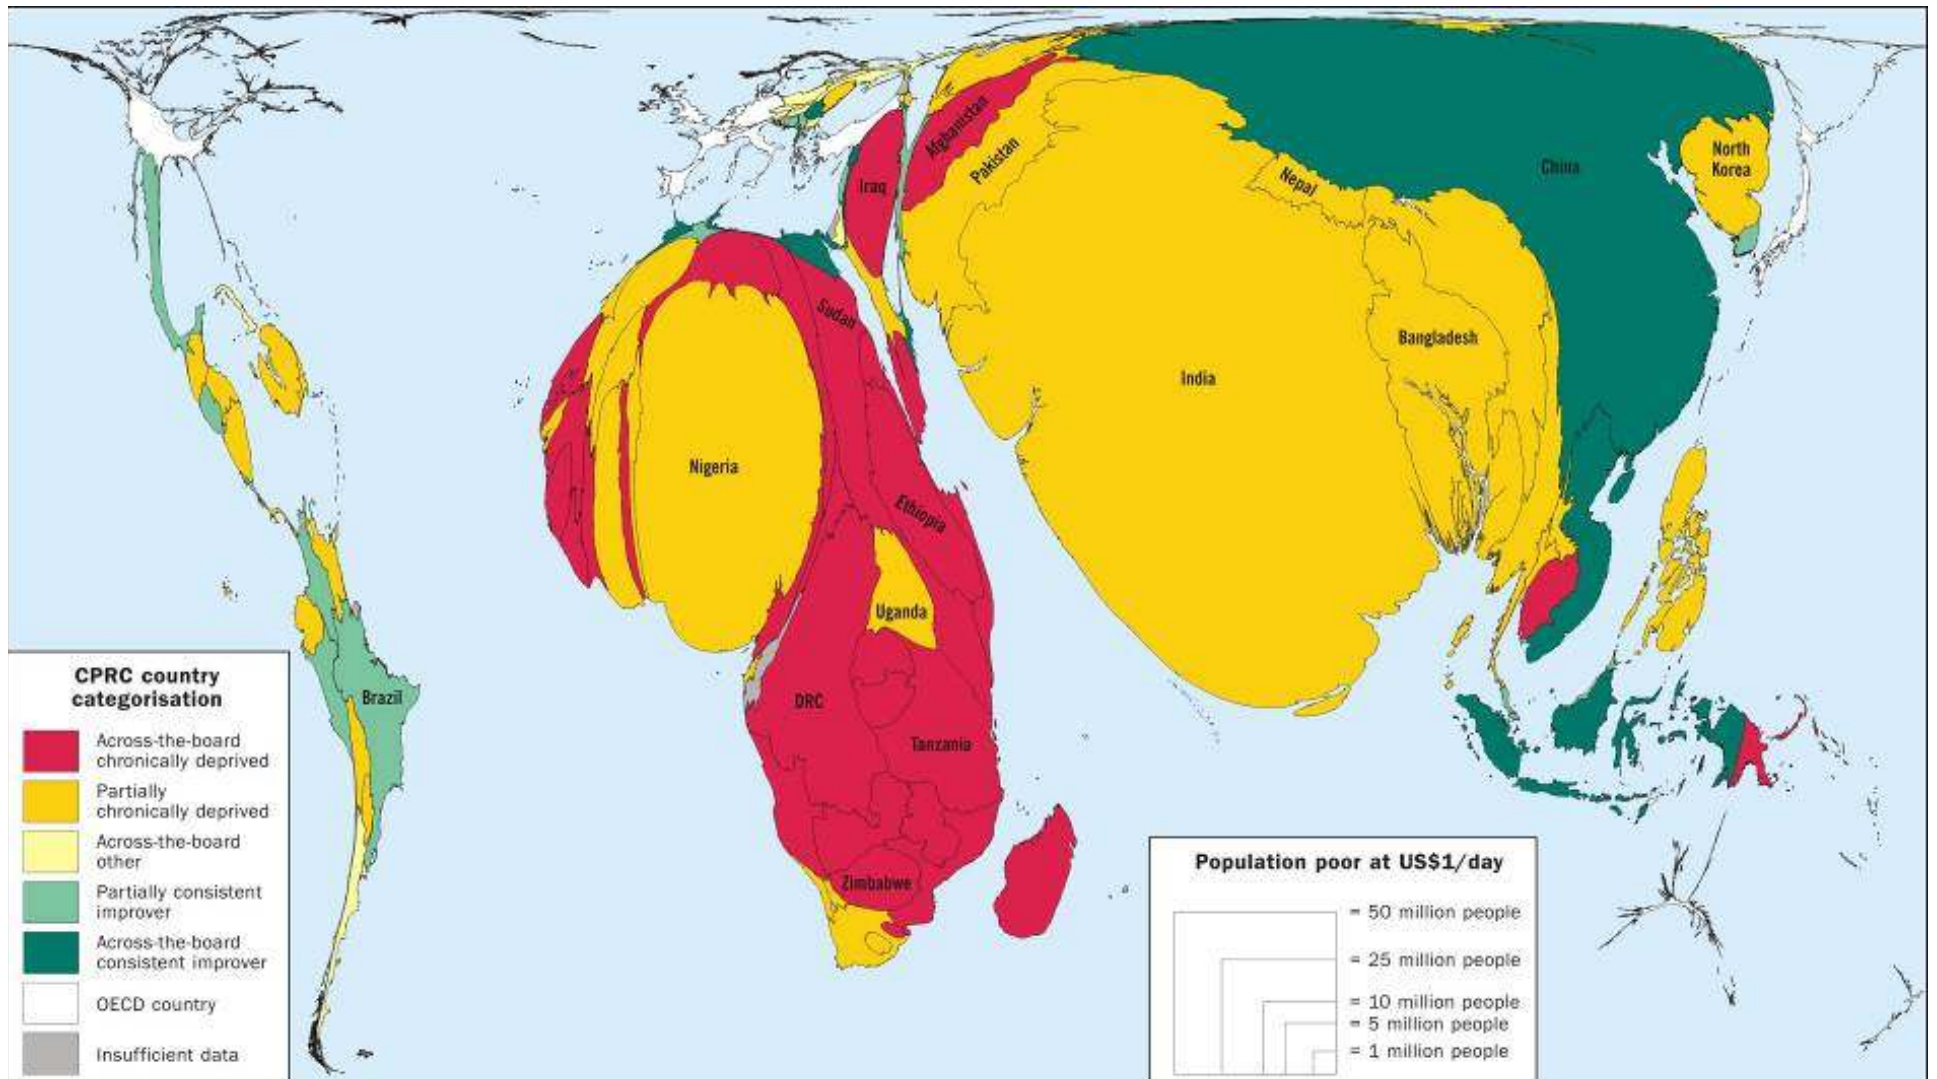 Afghanistan
Pakistan
Iraq
Nepal
China
North
Korea
Sudan
Bangladesh
India
Nigeria
Ethiopia
Uganda
Brazil
DRC
Tanzania
Zimbabwe
CPRC country
categorisation
Across-the-board
chronically deprived
Partially
chronically deprived
Across-the-board
other
Partially consistent
improver
Across-the-board
consistent improver
OECD country
Insufficient data
Population poor at US$1/day
= 50 million people
= 25 million people
= 10 million people
= 5 million people
= 1 million people